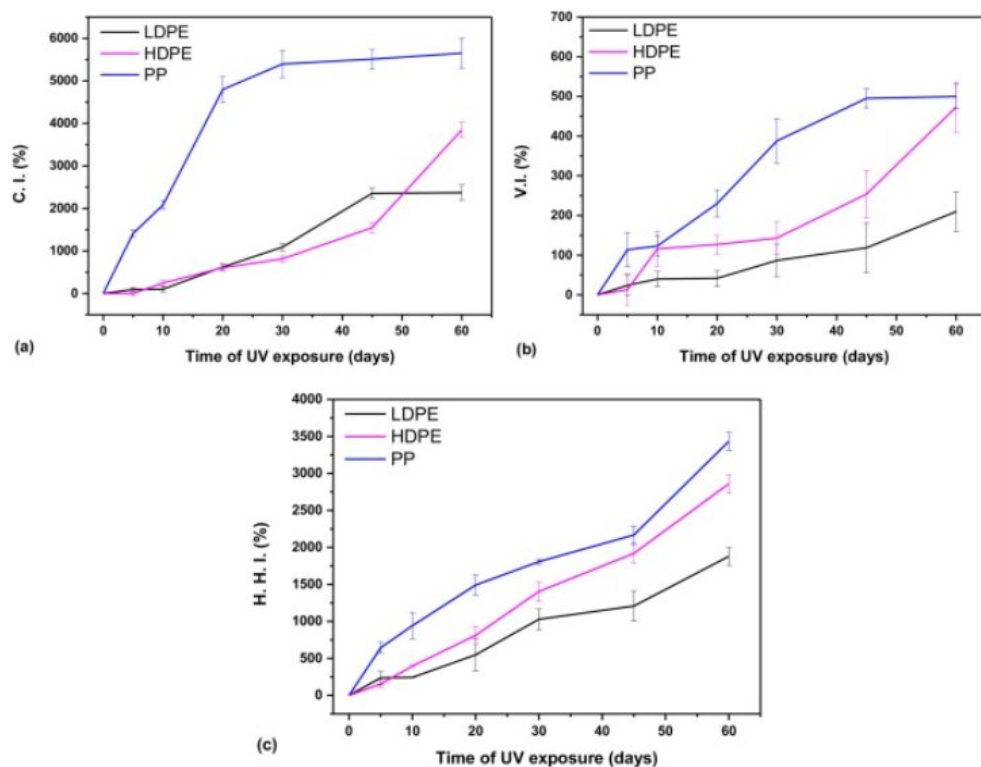 LDPE
HDPE
PP
6000
5000
4000
3000
2000
1000
0
C. I. (%)
0 10 20 30 40 50 60
Time of UV exposure (days)
(a)
LDPE
HDPE
PP
700
600
500
400
300
200
100
0
V.I. (%)
0 10 20 30 40 50 60
Time of UV exposure (days)
(b)
LDPE
HDPE
PP
4000
3500
3000
2500
2000
1500
1000
500
0
H. H. I. (%)
0 10 20 30 40 50 60
Time of UV exposure (days)
(c)